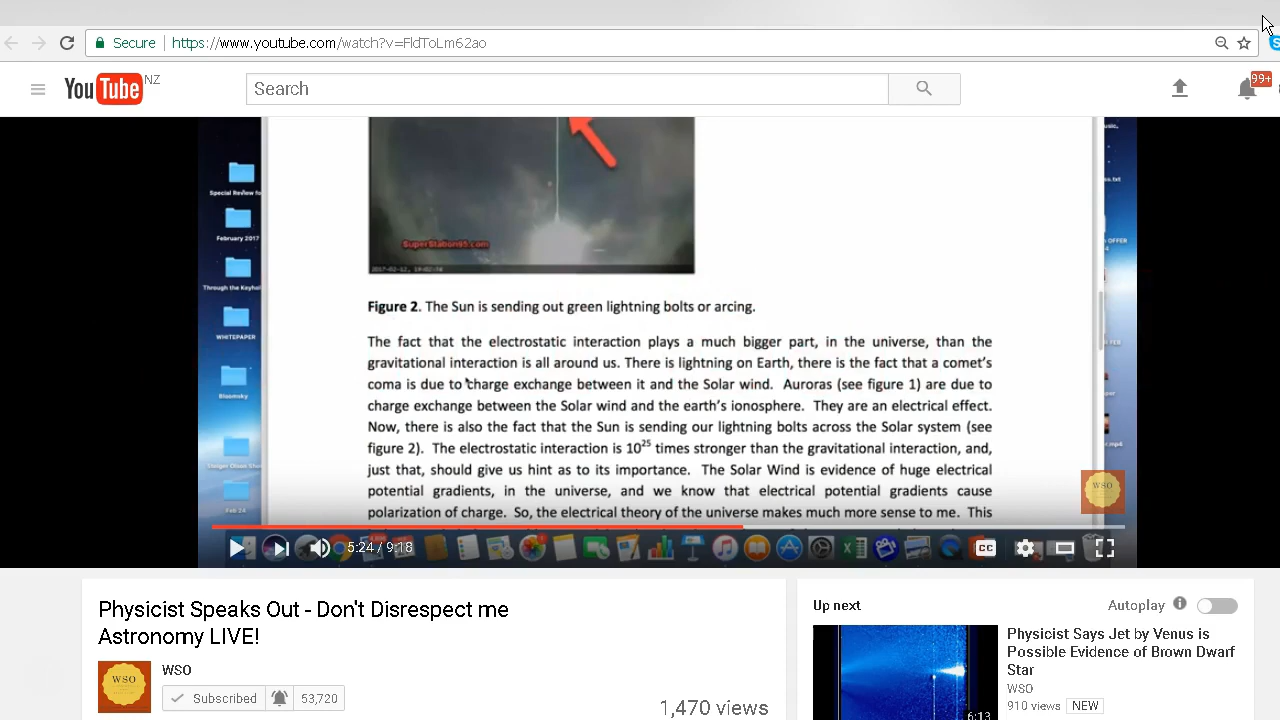 Secure
https://www.youtube.com/watch?v=FldToLm62ao
YouTube NZ
Search
99+
SuperStation95.com
Special Review fo
February 2017
Through the Keyhol
WHITEPAPER
Bloomsky
Feb 24
Figure 2. The Sun is sending out green lightning bolts or arcing.
The fact that the electrostatic interaction plays a much bigger part, in the universe, than the
gravitational interaction is all around us. There is lightning on Earth, there is the fact that a comet's
coma is due to charge exchange between it and the Solar wind. Auroras (see figure 1) are due to
charge exchange between the Solar wind and the earth's ionosphere. They are an electrical effect.
Now, there is also the fact that the Sun is sending our lightning bolts across the Solar system (see
figure 2). The electrostatic interaction is 10²⁵ times stronger than the gravitational interaction, and,
just that, should give us hint as to its importance. The Solar Wind is evidence of huge electrical
potential gradients, in the universe, and we know that electrical potential gradients cause
polarization of charge. So, the electrical theory of the universe makes much more sense to me. This
WSO
5:24 / 9:18
CC
Physicist Speaks Out - Don't Disrespect me
Astronomy LIVE!
WSO
WSO
Subscribed
53,720
1,470 views
Up next
Autoplay
Physicist Says Jet by Venus is
Possible Evidence of Brown Dwarf
Star
WSO
910 views NEW
6:13